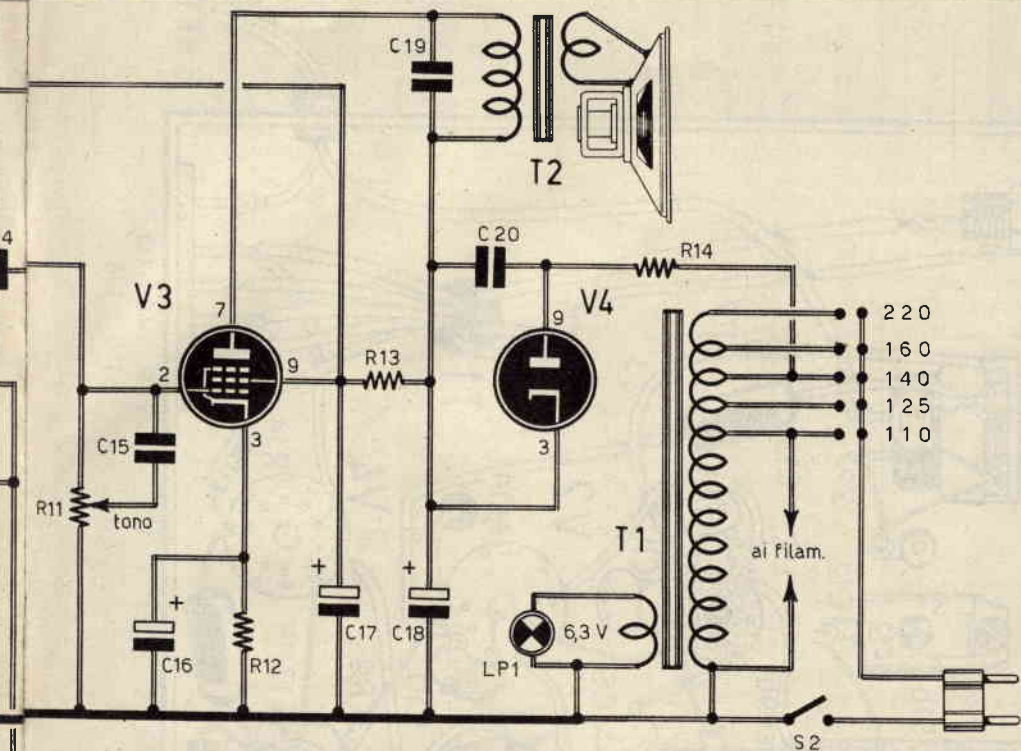 C19
T2
4
C 20
R14
V3
V4
7
9
220
160
140
125
110
2
9
R13
3
C15
3
R11
tono
T1
ai filam.
+
+
+
LP1
6,3 V
C16
R12
C17
C18
S2